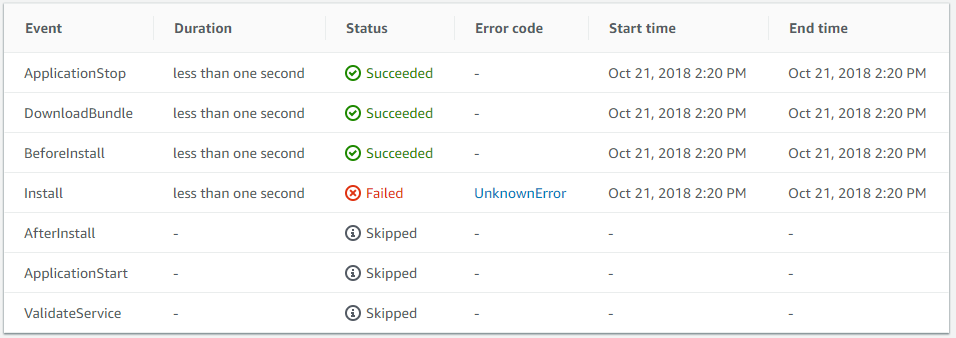 Event Duration Status Error code Start time End time
ApplicationStop less than one second Succeeded - Oct 21, 2018 2:20 PM Oct 21, 2018 2:20 PM
DownloadBundle less than one second Succeeded - Oct 21, 2018 2:20 PM Oct 21, 2018 2:20 PM
BeforeInstall less than one second Succeeded - Oct 21, 2018 2:20 PM Oct 21, 2018 2:20 PM
Install less than one second Failed UnknownError Oct 21, 2018 2:20 PM Oct 21, 2018 2:20 PM
AfterInstall - Skipped - - -
ApplicationStart - Skipped - - -
ValidateService - Skipped - - -